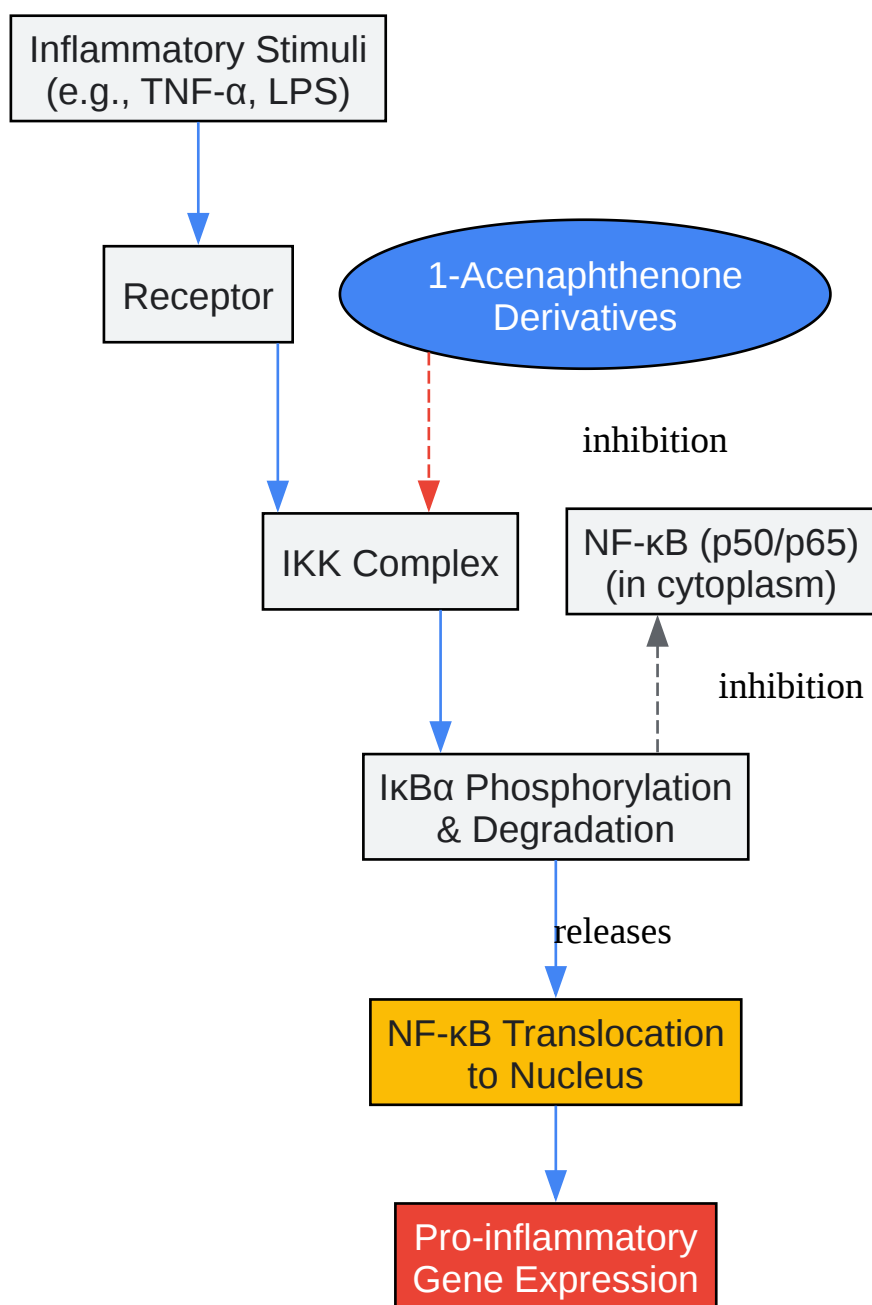 Inflammatory Stimuli
(e.g., TNF-α, LPS)
Receptor
1-Acenaphthenone
Derivatives
inhibition
IKK Complex
NF-κB (p50/p65)
(in cytoplasm)
inhibition
IκBα Phosphorylation
& Degradation
releases
NF-κB Translocation
to Nucleus
Pro-inflammatory
Gene Expression